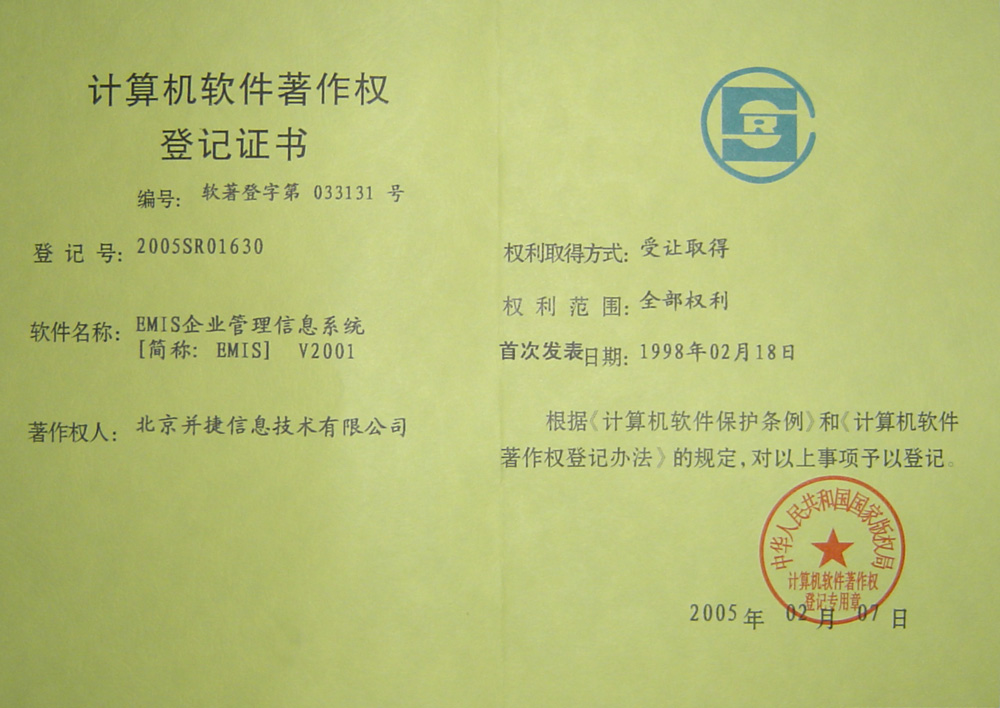 计算机软件著作权
登记证书
编号: 软著登字第 033131 号
登记号: 2005SR01630
软件名称: EMIS企业管理信息系统
[简称: EMIS] V2001
著作权人: 北京并捷信息技术有限公司
R
权利取得方式: 受让取得
权利范围: 全部权利
首次发表日期: 1998年02月18日
根据《计算机软件保护条例》和《计算机软件
著作权登记办法》的规定,对以上事项予以登记。
中华人民共和国国家版权局
计算机软件著作权
登记专用章
2005年 02月 07日